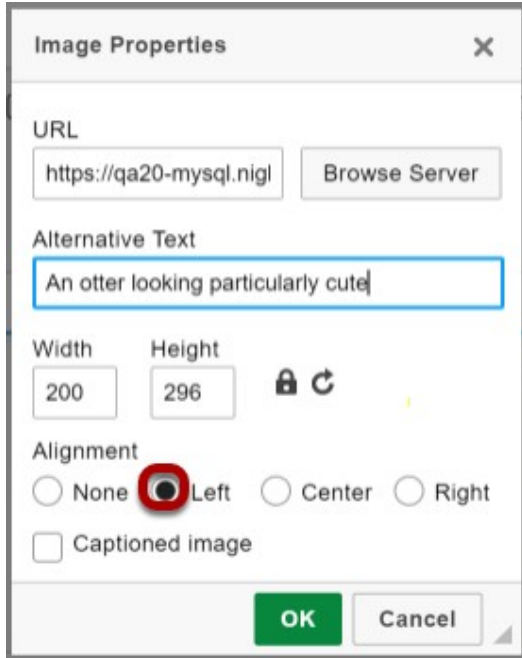 Image Properties
URL
https://qa20-mysql.nigl Browse Server
Alternative Text
An otter looking particularly cute
Width Height
200 296
Alignment
None Left Center Right
Captioned image
OK Cancel